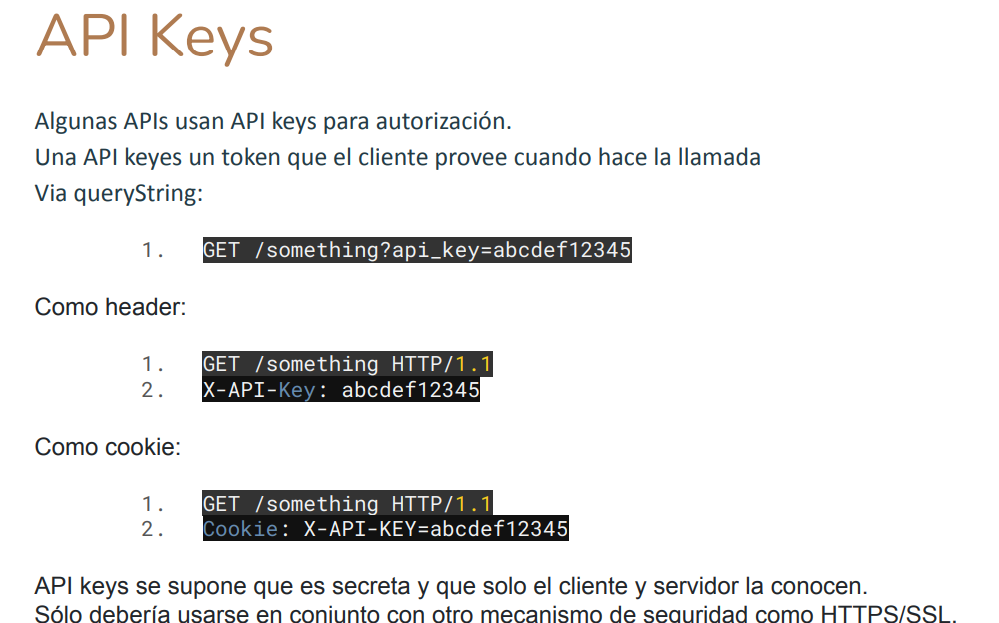 API Keys
Algunas APIs usan API keys para autorización.
Una API keyes un token que el cliente provee cuando hace la llamada
Via queryString:
1. GET /something?api_key=abcdef12345
Como header:
1. GET /something HTTP/1.1
2. X-API-Key: abcdef12345
Como cookie:
1. GET /something HTTP/1.1
2. Cookie: X-API-KEY=abcdef12345
API keys se supone que es secreta y que solo el cliente y servidor la conocen.
Sólo debería usarse en conjunto con otro mecanismo de seguridad como HTTPS/SSL.